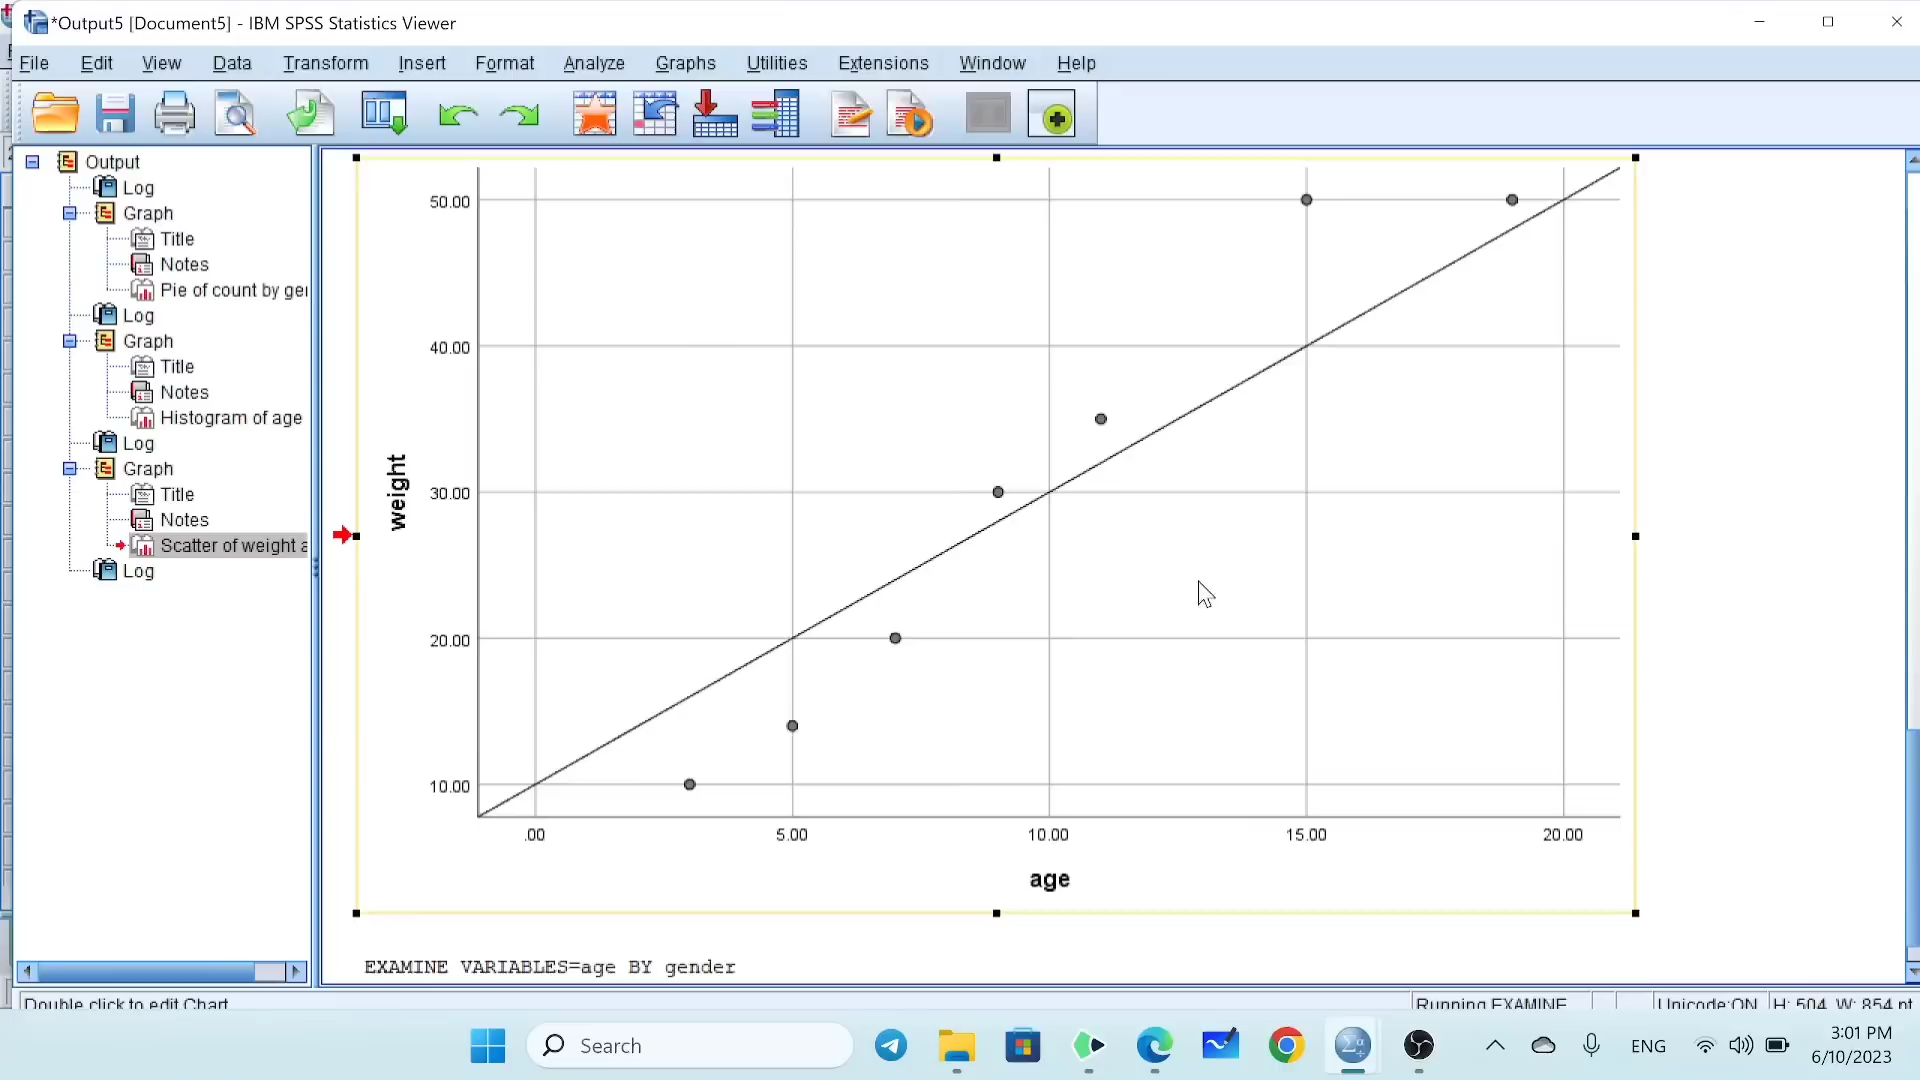 *Output5 [Document5] - IBM SPSS Statistics Viewer
File Edit View Data Transform Insert Format Analyze Graphs Utilities Extensions Window Help
Output
Log
Graph
Title
Notes
Pie of count by ger
Log
Graph
Title
Notes
Histogram of age
Log
Graph
Title
Notes
Scatter of weight a
Log
50.00
40.00
30.00
20.00
10.00
weight
.00 5.00 10.00 15.00 20.00
age
EXAMINE VARIABLES=age BY gender
Double click to edit Chart
Running EXAMINE
Unicode:ON
H: 504, W: 854 pt
Search
ENG
3:01 PM
6/10/2023